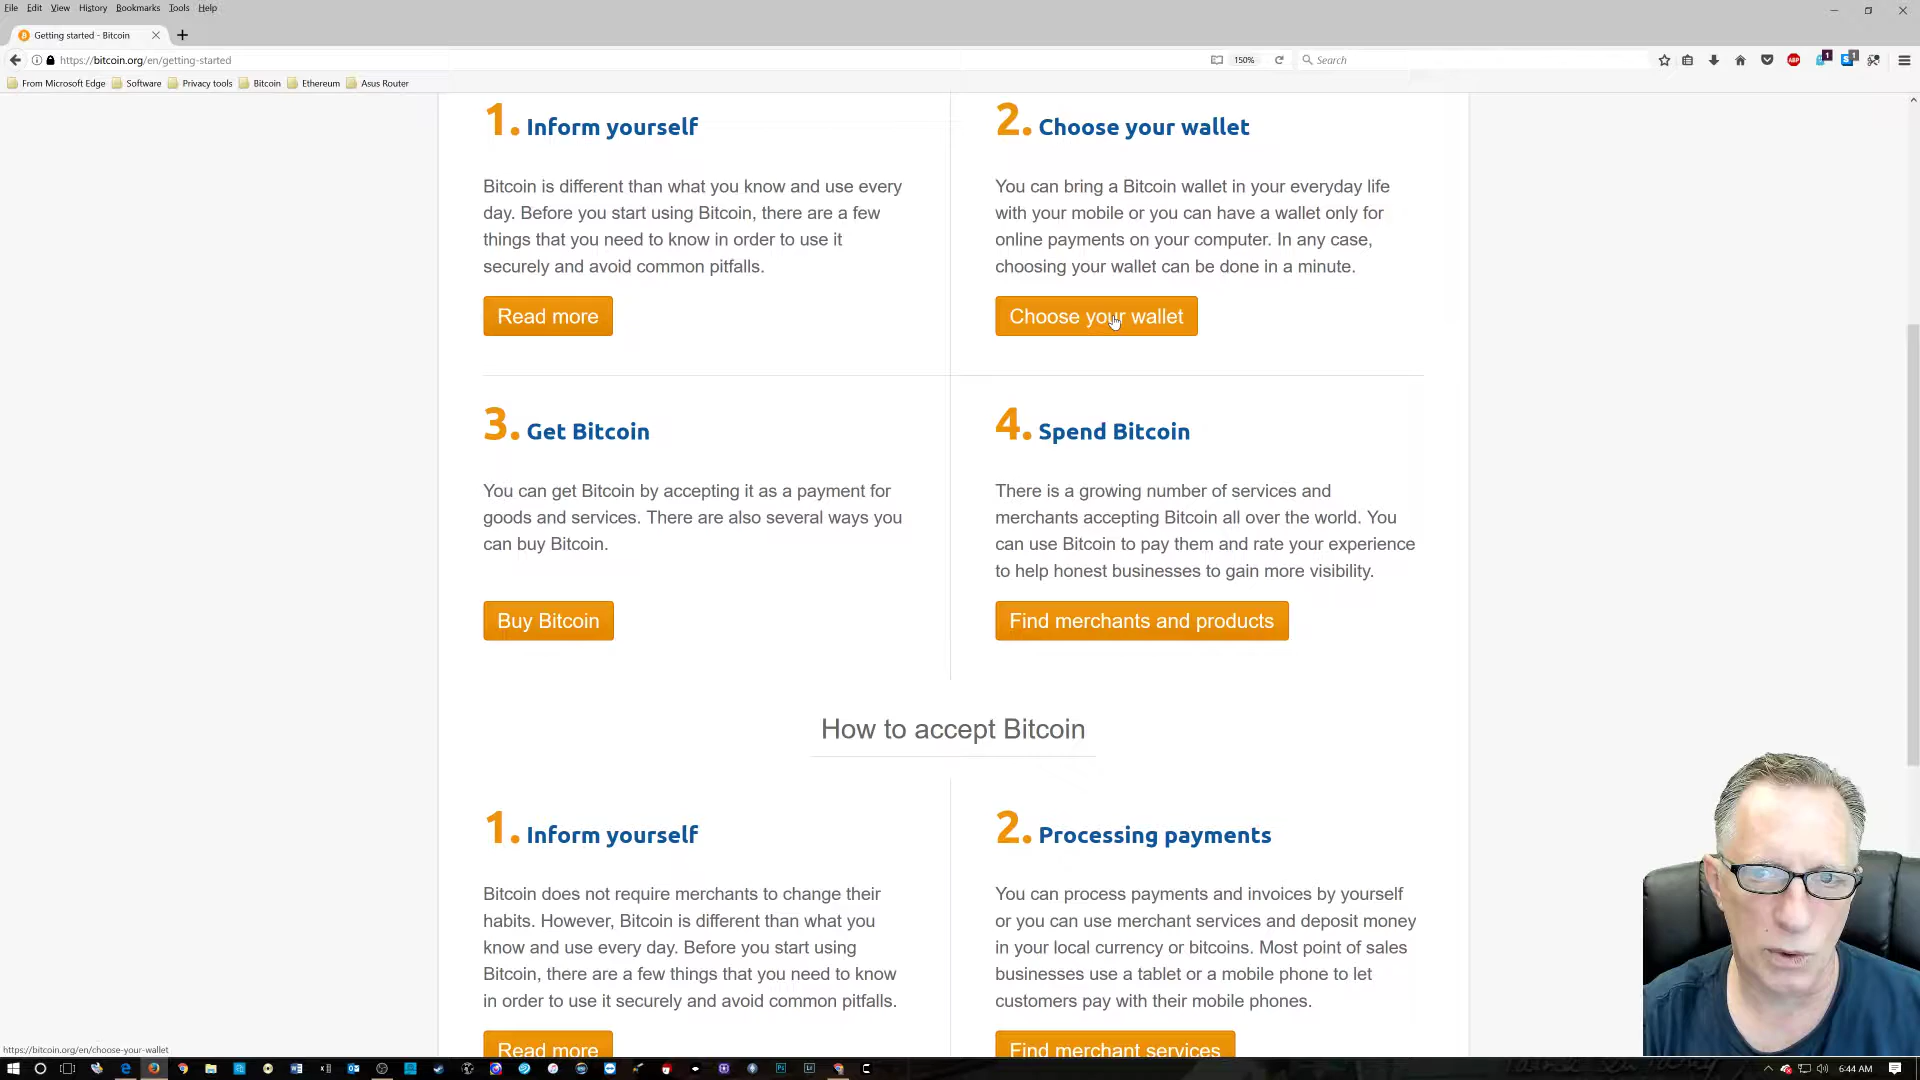 File Edit View History Bookmarks Tools Help
Getting started - Bitcoin
https://bitcoin.org/en/getting-started
150%
Search
1
1
From Microsoft Edge Software Privacy tools Bitcoin Ethereum Asus Router
1. Inform yourself
Bitcoin is different than what you know and use every
day. Before you start using Bitcoin, there are a few
things that you need to know in order to use it
securely and avoid common pitfalls.
Read more
2. Choose your wallet
You can bring a Bitcoin wallet in your everyday life
with your mobile or you can have a wallet only for
online payments on your computer. In any case,
choosing your wallet can be done in a minute.
Choose your wallet
3. Get Bitcoin
You can get Bitcoin by accepting it as a payment for
goods and services. There are also several ways you
can buy Bitcoin.
Buy Bitcoin
4. Spend Bitcoin
There is a growing number of services and
merchants accepting Bitcoin all over the world. You
can use Bitcoin to pay them and rate your experience
to help honest businesses to gain more visibility.
Find merchants and products
How to accept Bitcoin
1. Inform yourself
Bitcoin does not require merchants to change their
habits. However, Bitcoin is different than what you
know and use every day. Before you start using
Bitcoin, there are a few things that you need to know
in order to use it securely and avoid common pitfalls.
Read more
2. Processing payments
You can process payments and invoices by yourself
or you can use merchant services and deposit money
in your local currency or bitcoins. Most point of sales
businesses use a tablet or a mobile phone to let
customers pay with their mobile phones.
Find merchant services
https://bitcoin.org/en/choose-your-wallet
6:44 AM